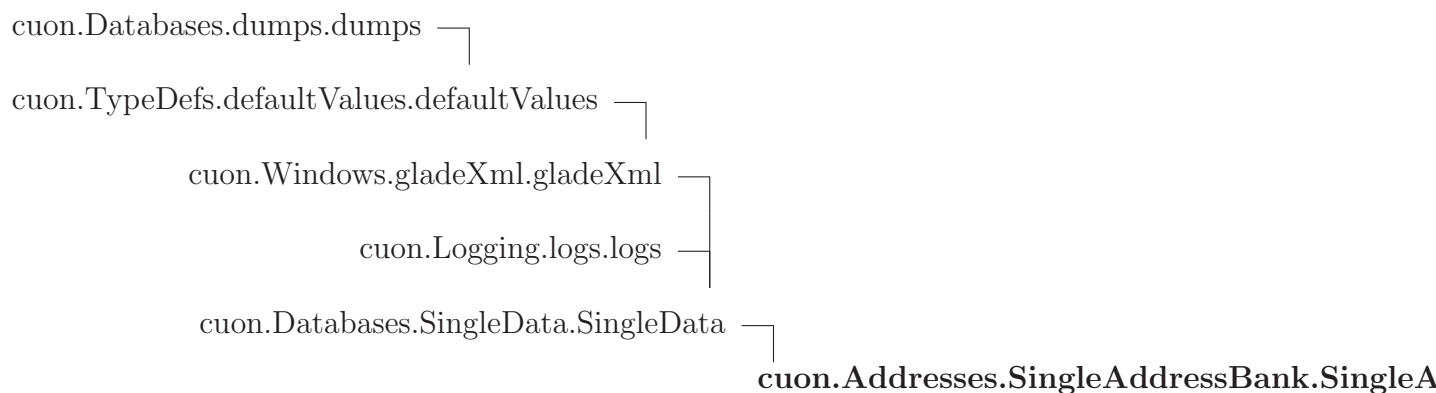 cuon.Databases.dumps.dumps
cuon.TypeDefs.defaultValues.defaultValues
cuon.Windows.gladeXml.gladeXml
cuon.Logging.logs.logs
cuon.Databases.SingleData.SingleData
cuon.Addresses.SingleAddressBank.SingleA